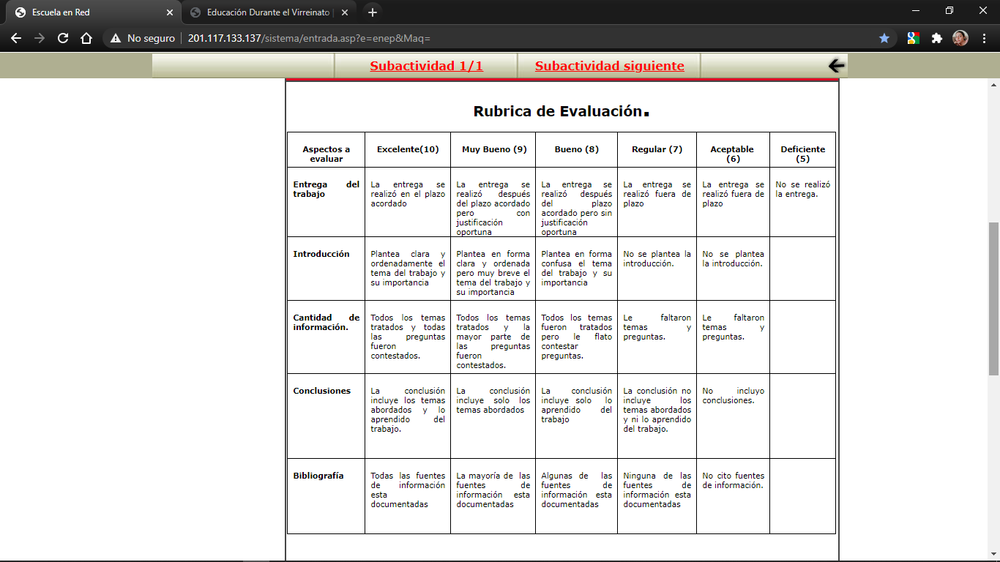 Escuela en Red
Educación Durante el Virreinato |
No seguro
201.117.133.137/sistema/entrada.asp?e=enep&Maq=
Subactividad 1/1
Subactividad siguiente
Rubrica de Evaluación.
Aspectos a
evaluar
Excelente(10)
Muy Bueno (9)
Bueno (8)
Regular (7)
Aceptable
(6)
Deficiente
(5)
Entrega del
trabajo
La entrega se
realizó en el plazo
acordado
La entrega se
realizó después
del plazo acordado
pero con
justificación
oportuna
La entrega se
realizó después
del plazo
acordado pero sin
justificación
oportuna
La entrega se
realizó fuera de
plazo
La entrega se
realizó fuera de
plazo
No se realizó
la entrega.
Introducción
Plantea clara y
ordenadamente el
tema del trabajo y
su importancia
Plantea en forma
clara y ordenada
pero muy breve el
tema del trabajo y
su importancia
Plantea en forma
confusa el tema
del trabajo y su
importancia
No se plantea la
introducción.
No se plantea
la introducción.
Cantidad de
información.
Todos los temas
tratados y todas
las preguntas
fueron
contestados.
Todos los temas
tratados y la
mayor parte de
las preguntas
fueron
contestados.
Todos los temas
fueron tratados
pero le flato
contestar
preguntas.
Le faltaron
temas y
preguntas.
Le faltaron
temas y
preguntas.
Conclusiones
La conclusión
incluye los temas
abordados y lo
aprendido del
trabajo.
La conclusión
incluye solo los
temas abordados
La conclusión
incluye solo lo
aprendido del
trabajo
La conclusión no
incluye los
temas abordados
y ni lo aprendido
del trabajo.
No incluyo
conclusiones.
Bibliografía
Todas las fuentes
de información
esta
documentadas
La mayoría de las
fuentes de
información esta
documentadas
Algunas de las
fuentes de
información esta
documentadas
Ninguna de las
fuentes de
información esta
documentadas
No cito fuentes
de información.